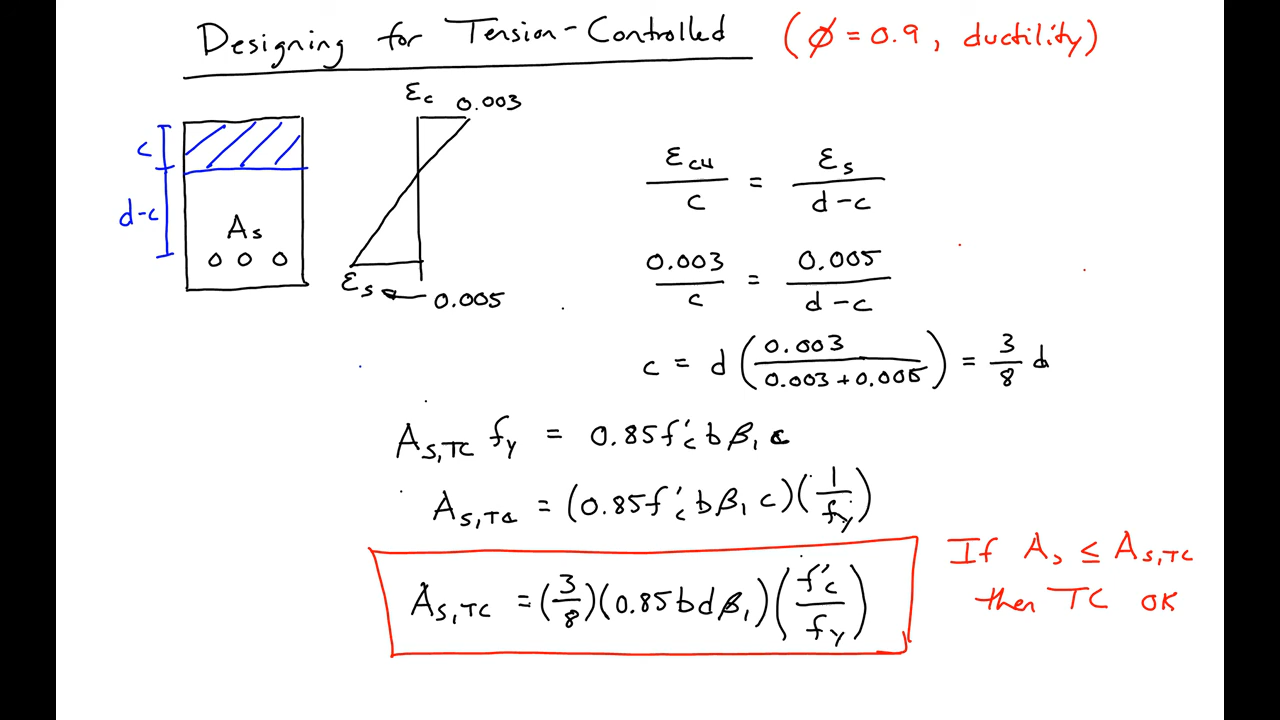 Designing for Tension-Controlled (φ = 0.9, ductility)
εc 0.003
c
d-c
As
εs ← 0.005
εcu / c = εs / d-c
0.003 / c = 0.005 / d-c
c = d (0.003 / 0.003+0.005) = 3/8 d
As,TC fy = 0.85f'c b β1 c
As,TC = (0.85f'c b β1 c)(1/fy)
As,TC = (3/8)(0.85bdβ1)(f'c/fy)
If As ≤ As,TC
then TC OK